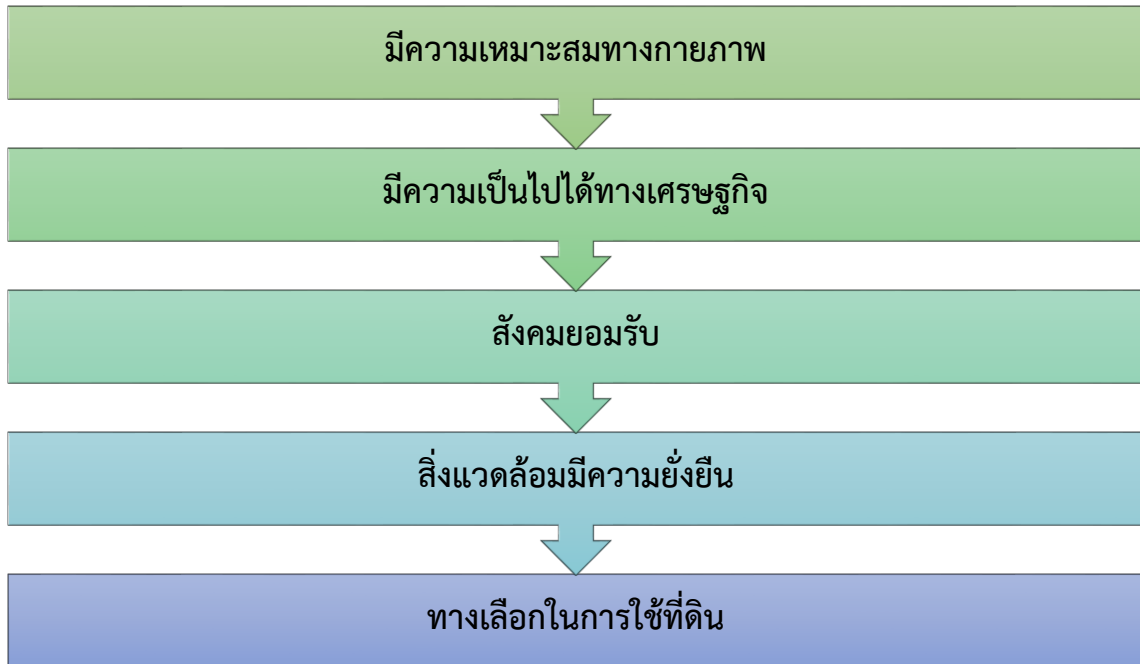 มีความเหมาะสมทางกายภาพ
มีความเป็นไปได้ทางเศรษฐกิจ
สังคมยอมรับ
สิ่งแวดล้อมมีความยั่งยืน
ทางเลือกในการใช้ที่ดิน